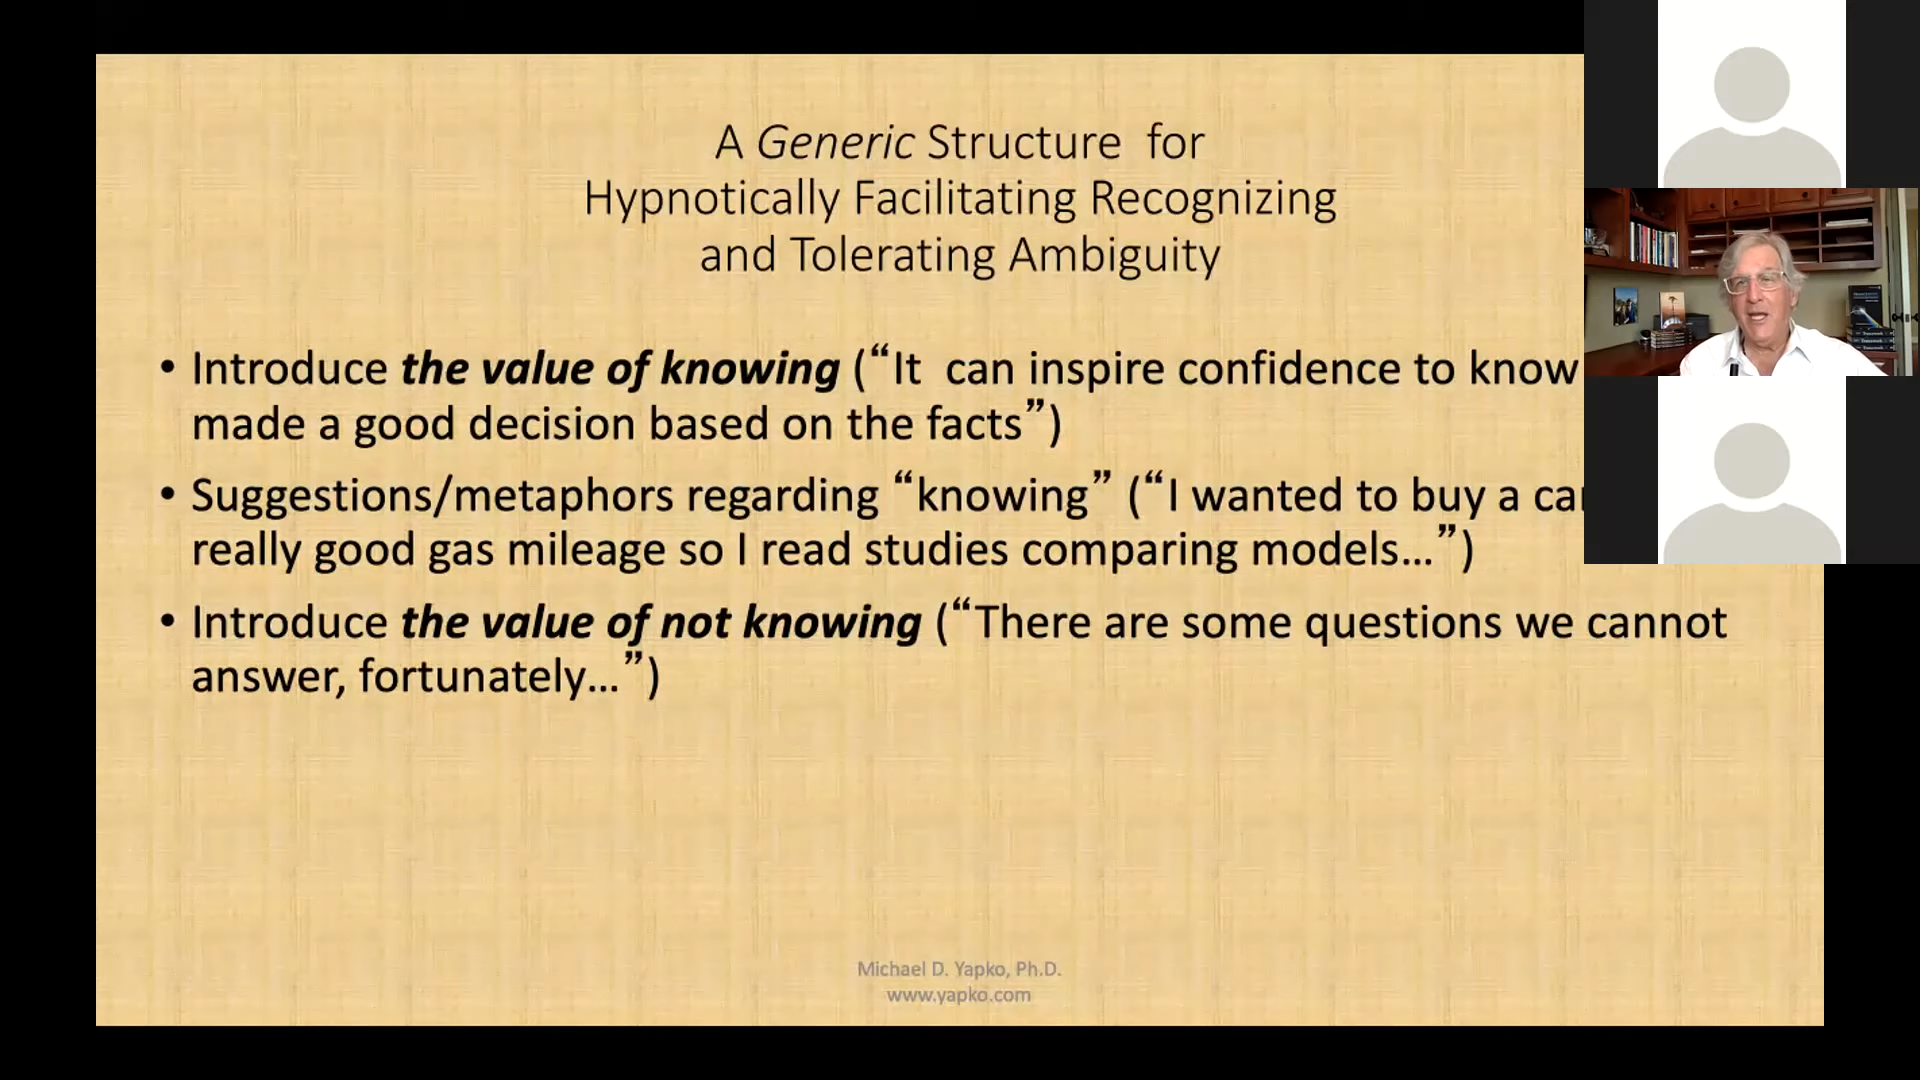 A Generic Structure for
Hypnotically Facilitating Recognizing
and Tolerating Ambiguity
• Introduce the value of knowing (“It can inspire confidence to know
made a good decision based on the facts”)
• Suggestions/metaphors regarding “knowing” (“I wanted to buy a
really good gas mileage so I read studies comparing models…”)
• Introduce the value of not knowing (“There are some questions we cannot
answer, fortunately…”)
Michael D. Yapko, Ph.D.
www.yapko.com